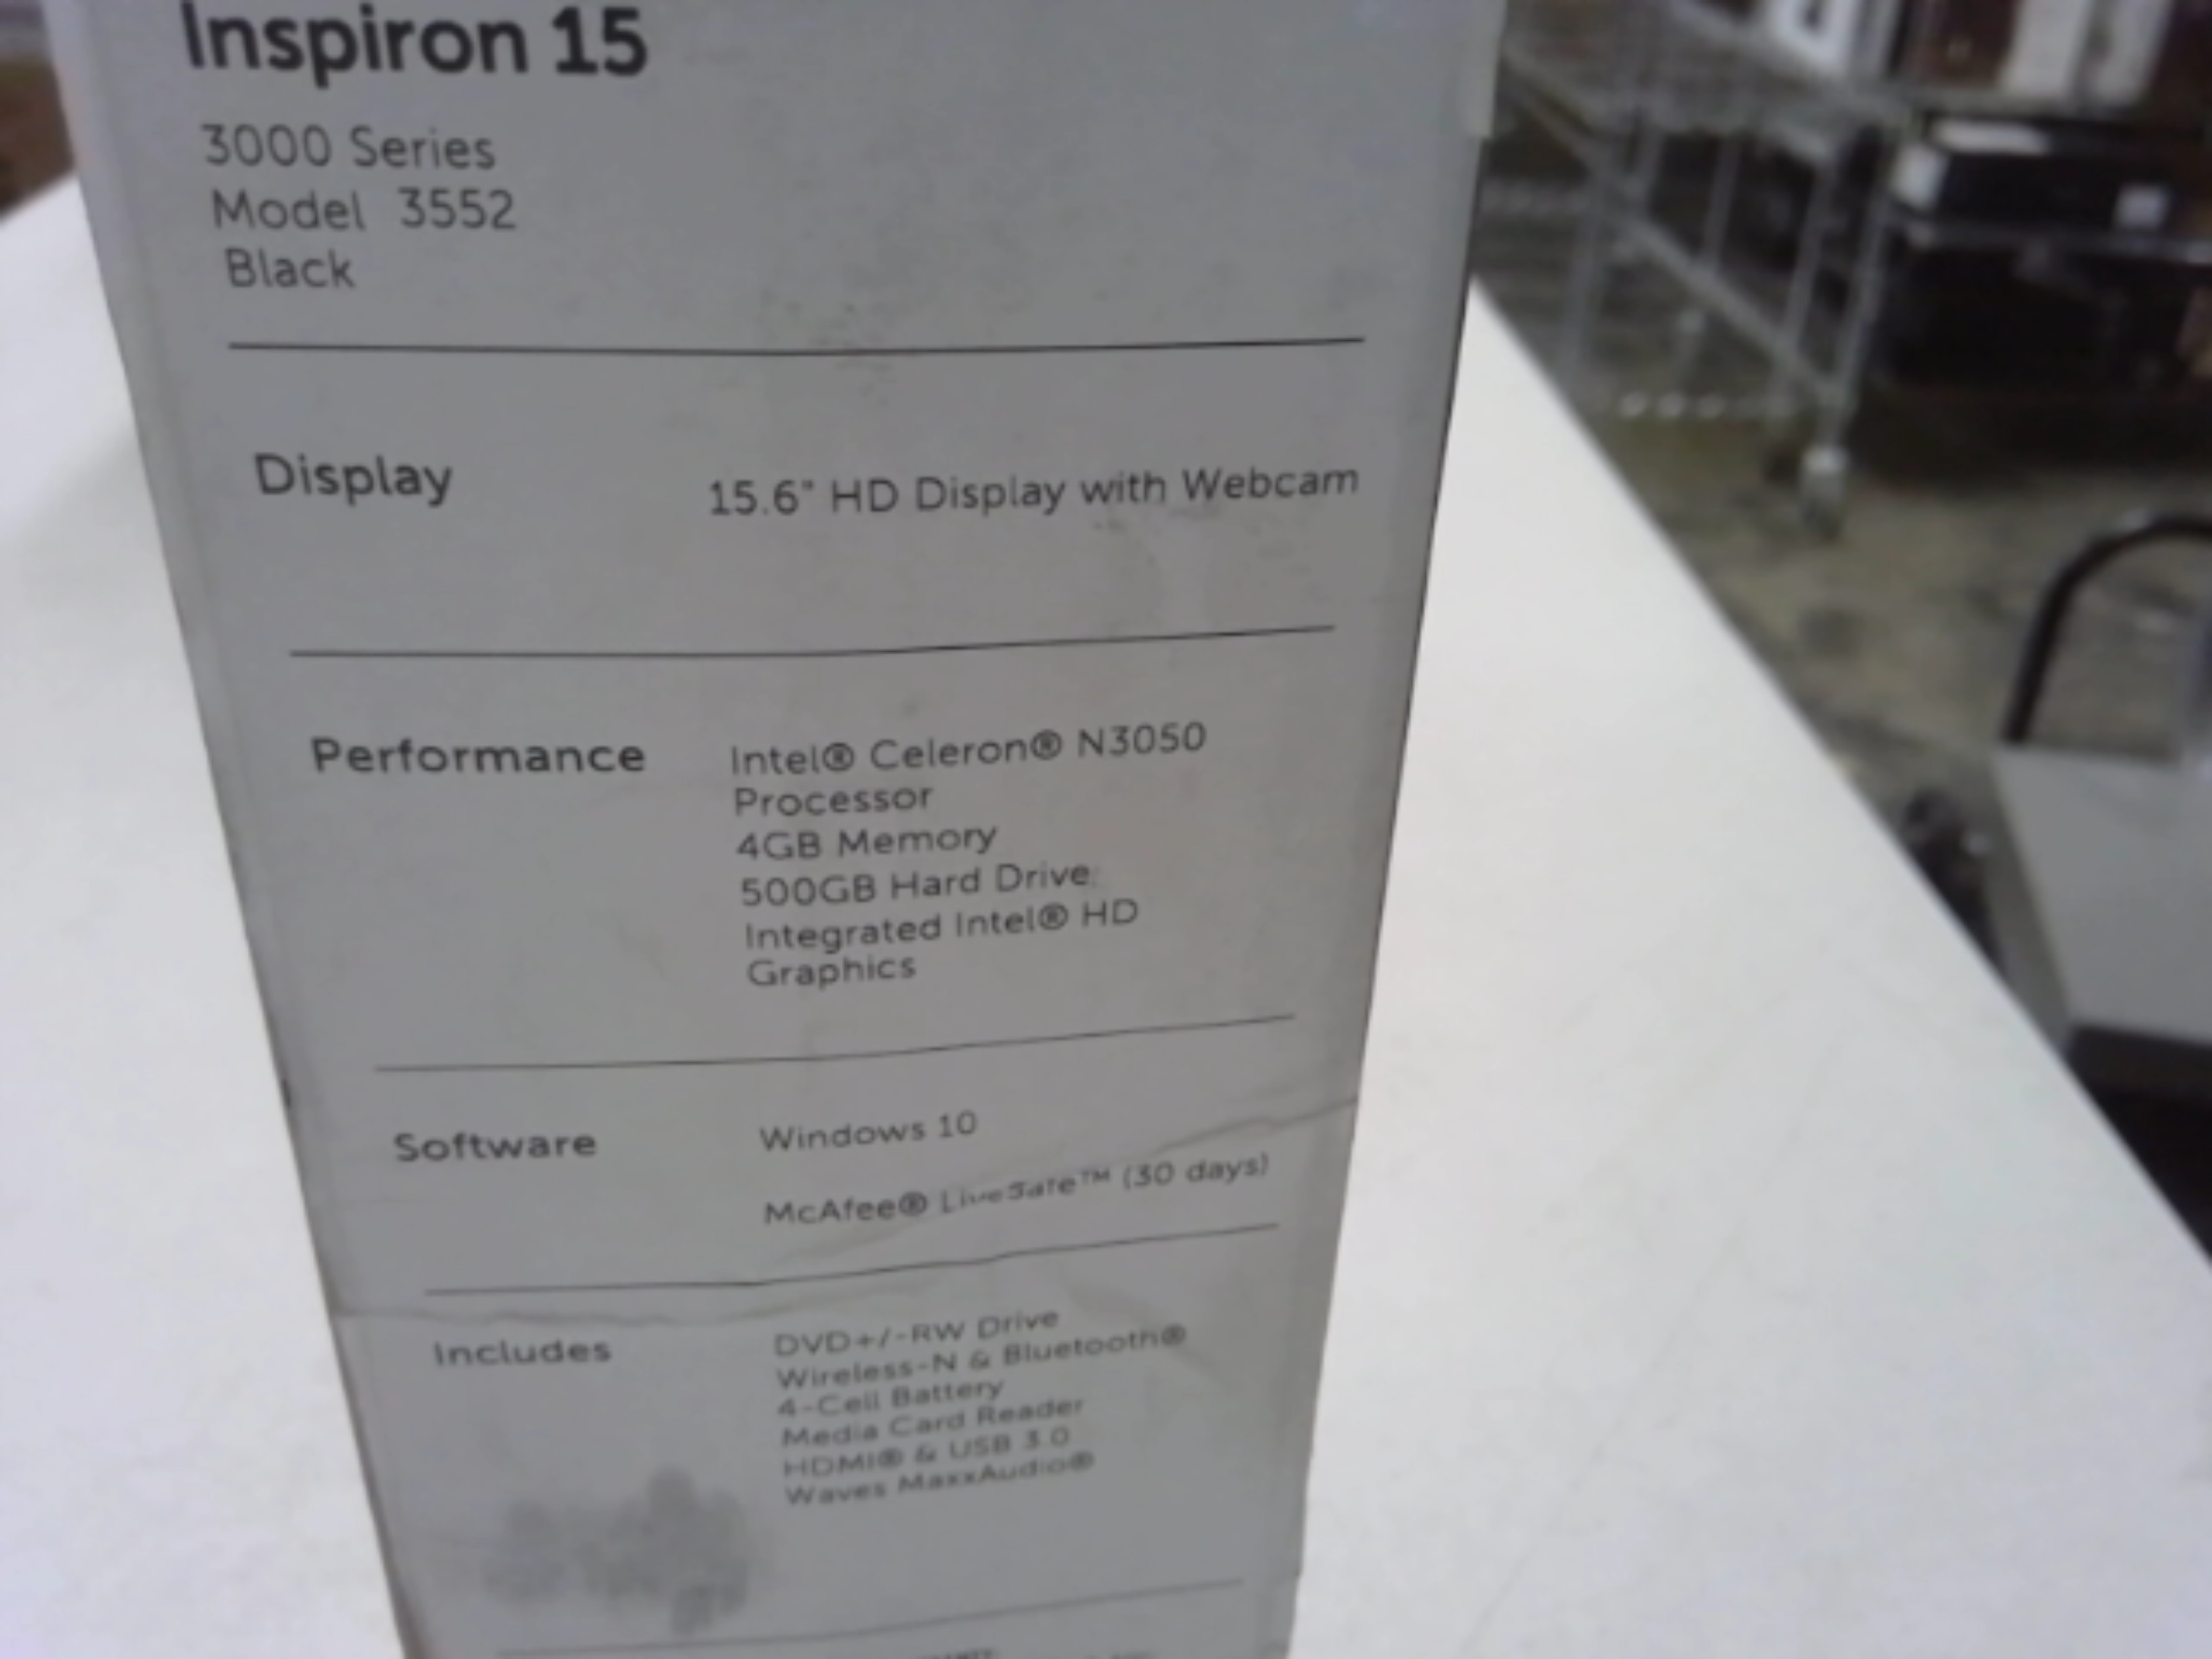 Inspiron 15
3000 Series
Model 3552
Black
Display
15.6" HD Display with Webcam
Performance
Intel® Celeron® N3050
Processor
4GB Memory
500GB Hard Drive
Integrated Intel® HD
Graphics
Software
Windows 10
McAfee® LiveSafe™ (30 days)
Includes
DVD+/-RW Drive
Wireless-N & Bluetooth®
4-Cell Battery
Media Card Reader
HDMI® & USB 3.0
Waves MaxxAudio®